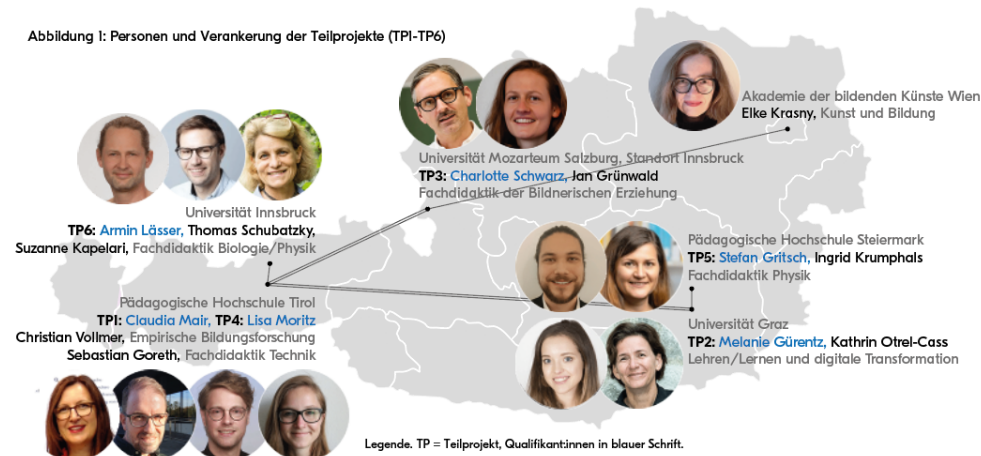 Abbildung 1: Personen und Verankerung der Teilprojekte (TP1-TP6)
Akademie der bildenden Künste Wien
Elke Krasny, Kunst und Bildung
Universität Mozarteum Salzburg, Standort Innsbruck
TP3: Charlotte Schwarz, Jan Grünwald
Fachdidaktik der Bildnerischen Erziehung
Universität Innsbruck
TP6: Armin Lässer, Thomas Schubatzky,
Suzanne Kapelari, Fachdidaktik Biologie/Physik
Pädagogische Hochschule Steiermark
TP5: Stefan Gritsch, Ingrid Krumphals
Fachdidaktik Physik
Pädagogische Hochschule Tirol
TP1: Claudia Mair, TP4: Lisa Moritz
Christian Vollmer, Empirische Bildungsforschung
Sebastian Goreth, Fachdidaktik Technik
Universität Graz
TP2: Melanie Gürentz, Kathrin Otrel-Cass
Lehren/Lernen und digitale Transformation
Legende. TP = Teilprojekt, Qualifikant:innen in blauer Schrift.